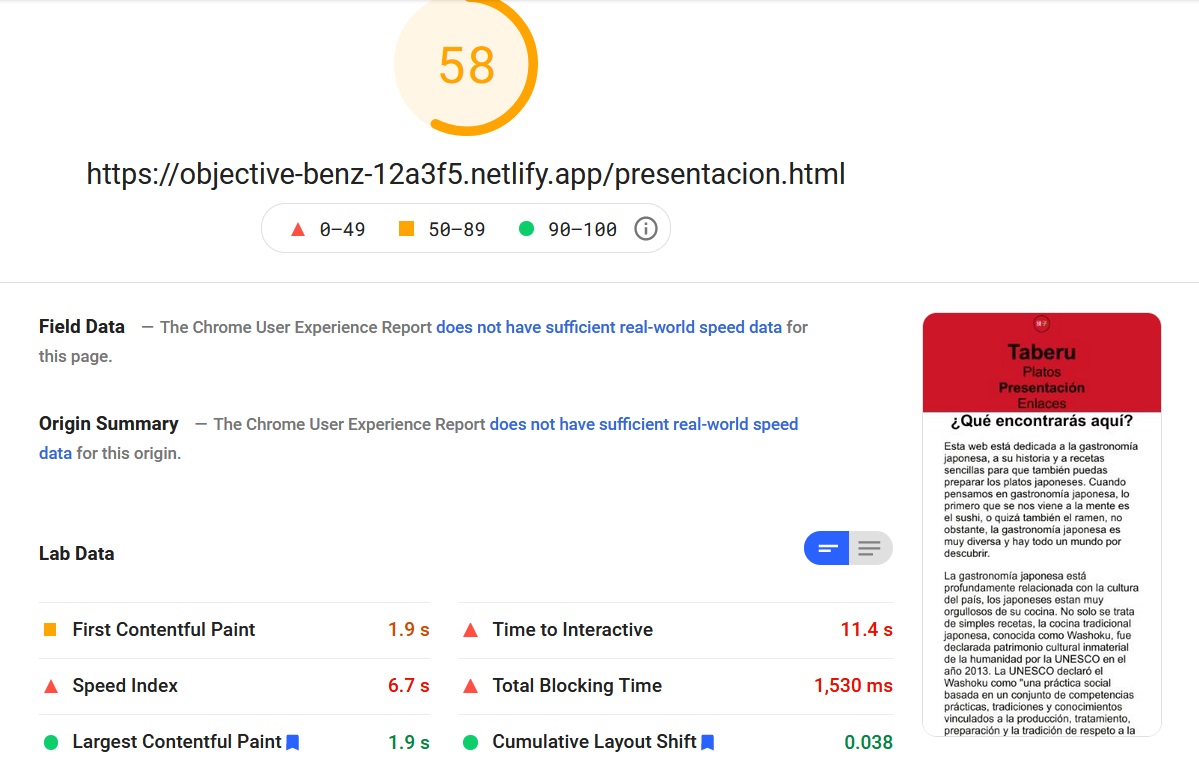 58
https://objective-benz-12a3f5.netlify.app/presentacion.html
0–49 50–89 90–100
Field Data — The Chrome User Experience Report does not have sufficient real-world speed data for
this page.
Origin Summary — The Chrome User Experience Report does not have sufficient real-world speed
data for this origin.
Lab Data
First Contentful Paint 1.9 s
Time to Interactive 11.4 s
Speed Index 6.7 s
Total Blocking Time 1,530 ms
Largest Contentful Paint 1.9 s
Cumulative Layout Shift 0.038
Taberu
Platos
Presentación
Enlaces
¿Qué encontrarás aquí?
Esta web está dedicada a la gastronomía
japonesa, a su historia y a recetas
sencillas para que también puedas
preparar los platos japoneses. Cuando
pensamos en gastronomía japonesa, lo
primero que se nos viene a la mente es
el sushi, o quizá también el ramen, no
obstante, la gastronomía japonesa es
muy diversa y hay todo un mundo por
descubrir.
La gastronomía japonesa está
profundamente relacionada con la cultura
del país, los japoneses estan muy
orgullosos de su cocina. No solo se trata
de simples recetas, la cocina tradicional
japonesa, conocida como Washoku, fue
declarada patrimonio cultural inmaterial
de la humanidad por la UNESCO en el
año 2013. La UNESCO declaró el
Washoku como "una práctica social
basada en un conjunto de competencias
prácticas, tradiciones y conocimientos
vinculados a la producción, tratamiento,
preparación y la tradición de respeto a la